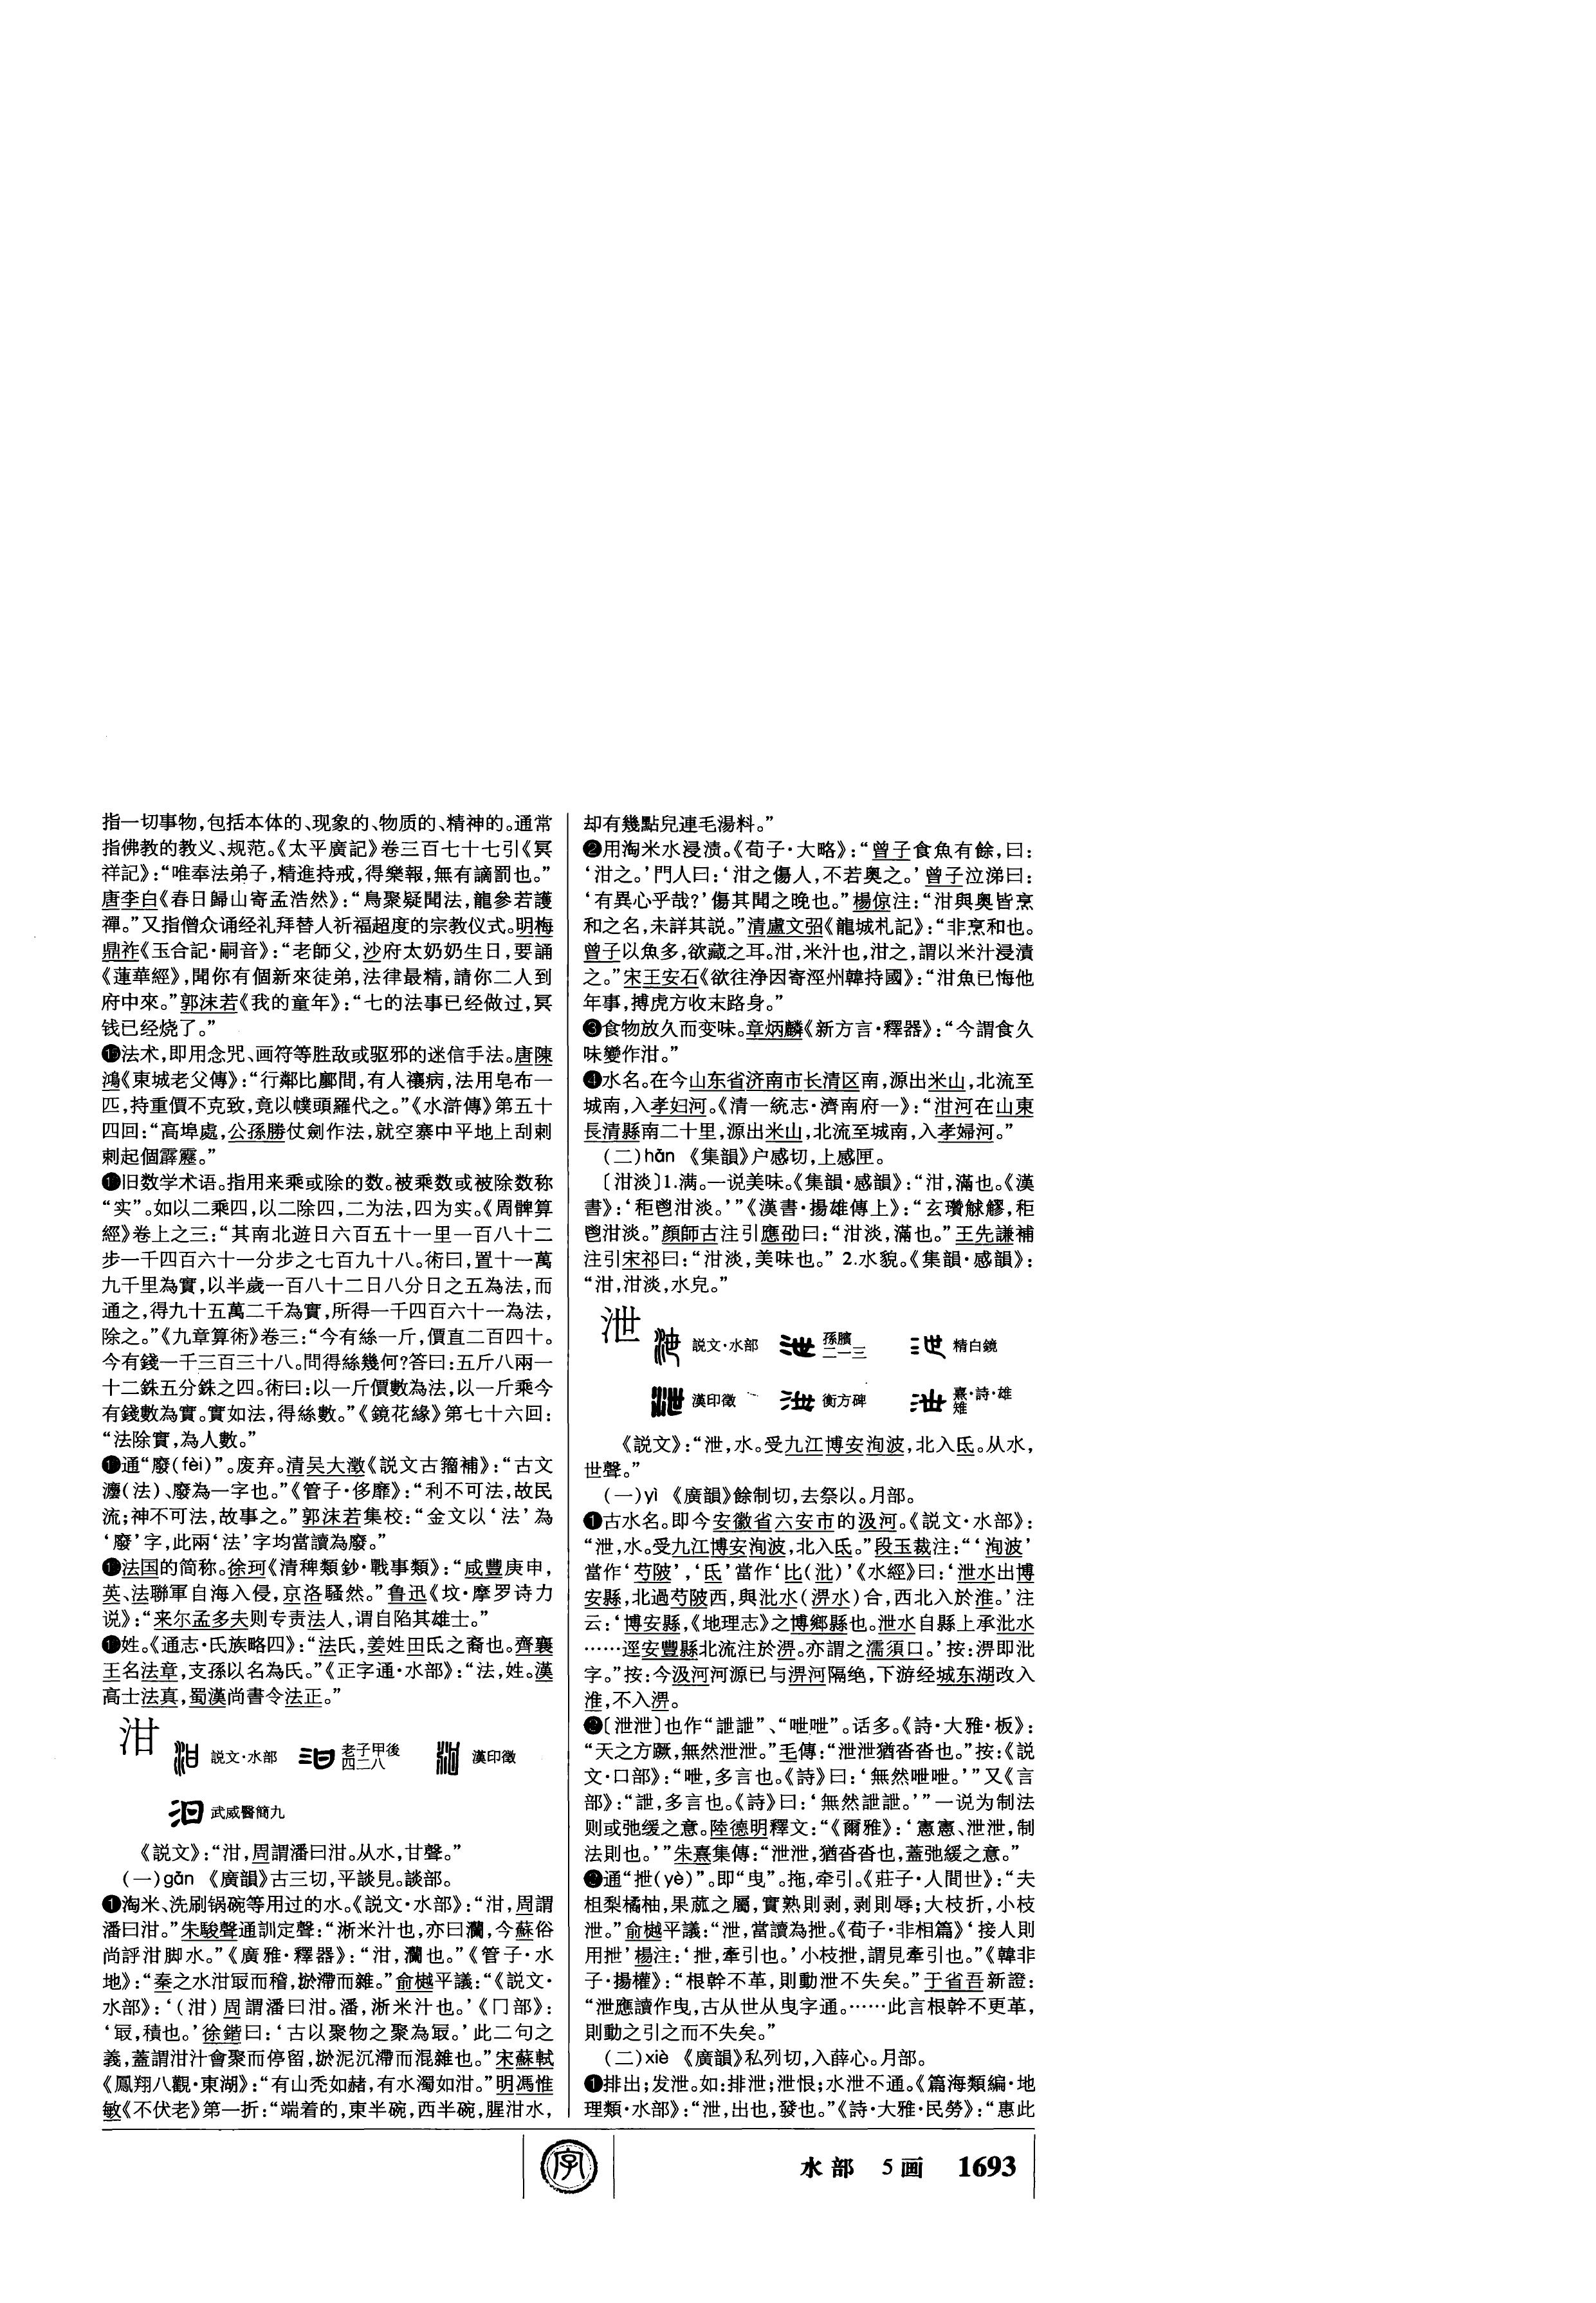 指一切事物,包括本体的、现象的、物质的、精神的。通常
指佛教的教义、规范。《太平廣記》卷三百七十七引《冥
祥記》:“唯奉法弟子,精進持戒,得樂報,無有謫罰也。”
唐李白《春日歸山寄孟浩然》:“鳥聚疑聞法,龍參若護
禪。”又指僧众诵经礼拜替人祈福超度的宗教仪式。明梅
鼎祚《玉合記·嗣音》:“老師父,沙府太奶奶生日,要誦
《蓮華經》,聞你有個新來徒弟,法律最精,請你二人到
府中來。”郭沫若《我的童年》:“七的法事已经做过,冥
钱已经烧了。”
⓯法术,即用念咒、画符等胜敌或驱邪的迷信手法。唐陳
鴻《東城老父傳》:“行鄰比鄽間,有人禳病,法用皂布一
匹,持重價不克致,竟以幞頭羅代之。”《水滸傳》第五十
四回:“高埠處,公孫勝仗劍作法,就空寨中平地上刮剌
剌起個霹靂。”
旧数学术语。指用来乘或除的数。被乘数或被除数称
“实”。如以二乘四,以二除四,二为法,四为实。《周髀算
經》卷上之三:“其南北遊日六百五十一里一百八十二
步一千四百六十一分步之七百九十八。術曰,置十一萬
九千里為實,以半歲一百八十二日八分日之五為法,而
通之,得九十五萬二千為實,所得一千四百六十一為法,
除之。”《九章算術》卷三:“今有絲一斤,價直二百四十。
今有錢一千三百三十八。問得絲幾何?答曰:五斤八兩一
十二銖五分銖之四。術曰:以一斤價數為法,以一斤乘今
有錢數為實。實如法,得絲數。”《鏡花緣》第七十六回:
“法除實,為人數。”
通“廢(fèi)”。废弃。清吴大澂《説文古籀補》:“古文
灋(法)、廢為一字也。”《管子·侈靡》:“利不可法,故民
流;神不可法,故事之。”郭沫若集校:“金文以‘法’為
‘廢’字,此兩‘法’字均當讀為廢。”
法国的简称。徐珂《清稗類鈔·戰事類》:“咸豐庚申,
英、法聯軍自海入侵,京洛騷然。”鲁迅《坟·摩罗诗力
说》:“来尔孟多夫则专责法人,谓自陷其雄士。”
姓。《通志·氏族略四》:“法氏,姜姓田氏之裔也。齊襄
王名法章,支孫以名為氏。”《正字通·水部》:“法,姓。漢
高士法真,蜀漢尚書令法正。”
泔 説文·水部 老子甲後四二八 漢印徵
武威醫簡九
《説文》:“泔,周謂潘曰泔。从水,甘聲。”
(一)gān 《廣韻》古三切,平談見。談部。
❶淘米、洗刷锅碗等用过的水。《説文·水部》:“泔,周謂
潘曰泔。”朱駿聲通訓定聲:“淅米汁也,亦曰灡,今蘇俗
尚評泔脚水。”《廣雅·釋器》:“泔,灡也。”《管子·水
地》:“秦之水泔冣而稽,㳺滯而雜。”俞樾平議:“《説文·
水部》:‘(泔)周謂潘曰泔。潘,淅米汁也。’《冂部》:
‘冣,積也。’徐鍇曰:‘古以聚物之聚為冣。’此二句之
義,蓋謂泔汁會聚而停留,淤泥沉滯而混雜也。”宋蘇軾
《鳳翔八觀·東湖》:“有山秃如赭,有水濁如泔。”明馮惟
敏《不伏老》第一折:“端着的,東半碗,西半碗,腥泔水,
却有幾點兒連毛湯料。”
❷用淘米水浸渍。《荀子·大略》:“曾子食魚有餘,曰:
‘泔之。’門人曰:‘泔之傷人,不若奥之。’曾子泣涕曰:
‘有異心乎哉?’傷其聞之晚也。”楊倞注:“泔與奥皆烹
和之名,未詳其説。”清盧文弨《龍城札記》:“非烹和也。
曾子以魚多,欲藏之耳。泔,米汁也,泔之,謂以米汁浸漬
之。”宋王安石《欲往浄因寄涇州韓持國》:“泔魚已悔他
年事,搏虎方收末路身。”
❸食物放久而变味。章炳麟《新方言·釋器》:“今謂食久
味變作泔。”
❹水名。在今山东省济南市长清区南,源出米山,北流至
城南,入孝妇河。《清一統志·濟南府一》:“泔河在山東
長清縣南二十里,源出米山,北流至城南,入孝婦河。”
(二)hàn 《集韻》户感切,上感匣。
〔泔淡〕1.满。一说美味。《集韻·感韻》:“泔,滿也。《漢
書》:‘秬鬯泔淡。’”《漢書·揚雄傳上》:“玄瓚觩䚧,秬
鬯泔淡。”顔師古注引應劭曰:“泔淡,滿也。”王先謙補
注引宋祁曰:“泔淡,美味也。” 2.水貌。《集韻·感韻》:
“泔,泔淡,水皃。”
泄 説文·水部 孫臏二一三 精白鏡
漢印徵 衡方碑 熹·詩·雄雉
《説文》:“泄,水。受九江博安洵波,北入氐。从水,
世聲。”
(一)yì 《廣韻》餘制切,去祭以。月部。
❶古水名。即今安徽省六安市的汲河。《説文·水部》:
“泄,水。受九江博安洵波,北入氐。”段玉裁注:“‘洵波’
當作‘芍陂’,‘氐’當作‘比(沘)’《水經》曰:‘泄水出博
安縣,北過芍陂西,與沘水(淠水)合,西北入於淮。’注
云:‘博安縣,《地理志》之博鄉縣也。泄水自縣上承沘水
……逕安豐縣北流注於淠。亦謂之濡須口。’按:淠即沘
字。”按:今汲河河源已与淠河隔绝,下游经城东湖改入
淮,不入淠。
❷〔泄泄〕也作“詍詍”、“呭呭”。话多。《詩·大雅·板》:
“天之方蹶,無然泄泄。”毛傳:“泄泄猶沓沓也。”按:《説
文·口部》:“呭,多言也。《詩》曰:‘無然呭呭。’”又《言
部》:“詍,多言也。《詩》曰:‘無然詍詍。’”一说为制法
则或弛缓之意。陸德明釋文:“《爾雅》:‘憲憲、泄泄,制
法則也。’”朱熹集傳:“泄泄,猶沓沓也,蓋弛緩之意。”
通“抴(yè)”。即“曳”。拖,牵引。《莊子·人間世》:“夫
柤梨橘柚,果蓏之屬,實熟則剥,剥則辱;大枝折,小枝
泄。”俞樾平議:“泄,當讀為抴。《荀子·非相篇》‘接人則
用抴’楊注:‘抴,牽引也。’小枝抴,謂見牽引也。”《韓非
子·揚權》:“根幹不革,則動泄不失矣。”于省吾新證:
“泄應讀作曳,古从世从曳字通。……此言根幹不更革,
則動之引之而不失矣。”
(二)xiè 《廣韻》私列切,入薛心。月部。
❶排出;发泄。如:排泄;泄恨;水泄不通。《篇海類編·地
理類·水部》:“泄,出也,發也。”《詩·大雅·民勞》:“惠此
字
水部 5画 1693